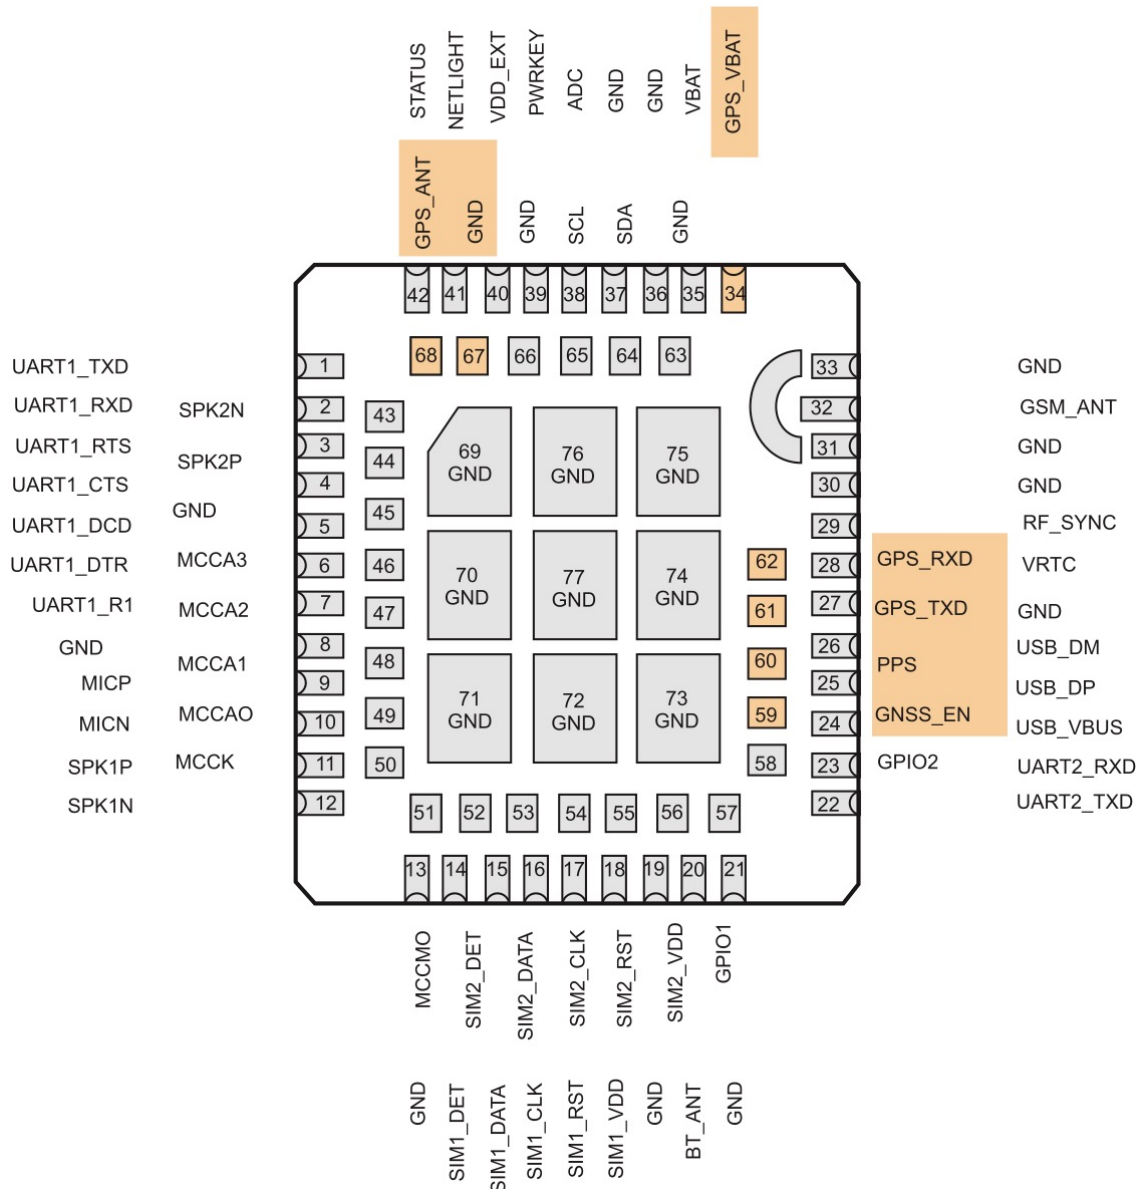 STATUS
NETLIGHT
VDD_EXT
PWRKEY
ADC
GND
GND
VBAT
GPS_VBAT
GPS_ANT
GND
GND
SCL
SDA
GND
42 41 40 39 38 37 36 35 34
68 67 66 65 64 63
UART1_TXD 1
UART1_RXD 2
UART1_RTS 3
UART1_CTS 4
UART1_DCD 5
UART1_DTR 6
UART1_R1 7
GND 8
MICP 9
MICN 10
SPK1P 11
SPK1N 12
SPK2N 43
SPK2P 44
GND 45
MCCA3 46
MCCA2 47
MCCA1 48
MCCAO 49
MCCK 50
69
GND
76
GND
75
GND
70
GND
77
GND
74
GND
71
GND
72
GND
73
GND
62 GPS_RXD
61 GPS_TXD
60 PPS
59 GNSS_EN
58 GPIO2
33 GND
32 GSM_ANT
31 GND
30 GND
29 RF_SYNC
28 VRTC
27 GND
26 USB_DM
25 USB_DP
24 USB_VBUS
23 UART2_RXD
22 UART2_TXD
51 52 53 54 55 56 57
13 14 15 16 17 18 19 20 21
MCCMO
SIM2_DET
SIM2_DATA
SIM2_CLK
SIM2_RST
SIM2_VDD
GPIO1
GND
SIM1_DET
SIM1_DATA
SIM1_CLK
SIM1_RST
SIM1_VDD
GND
BT_ANT
GND